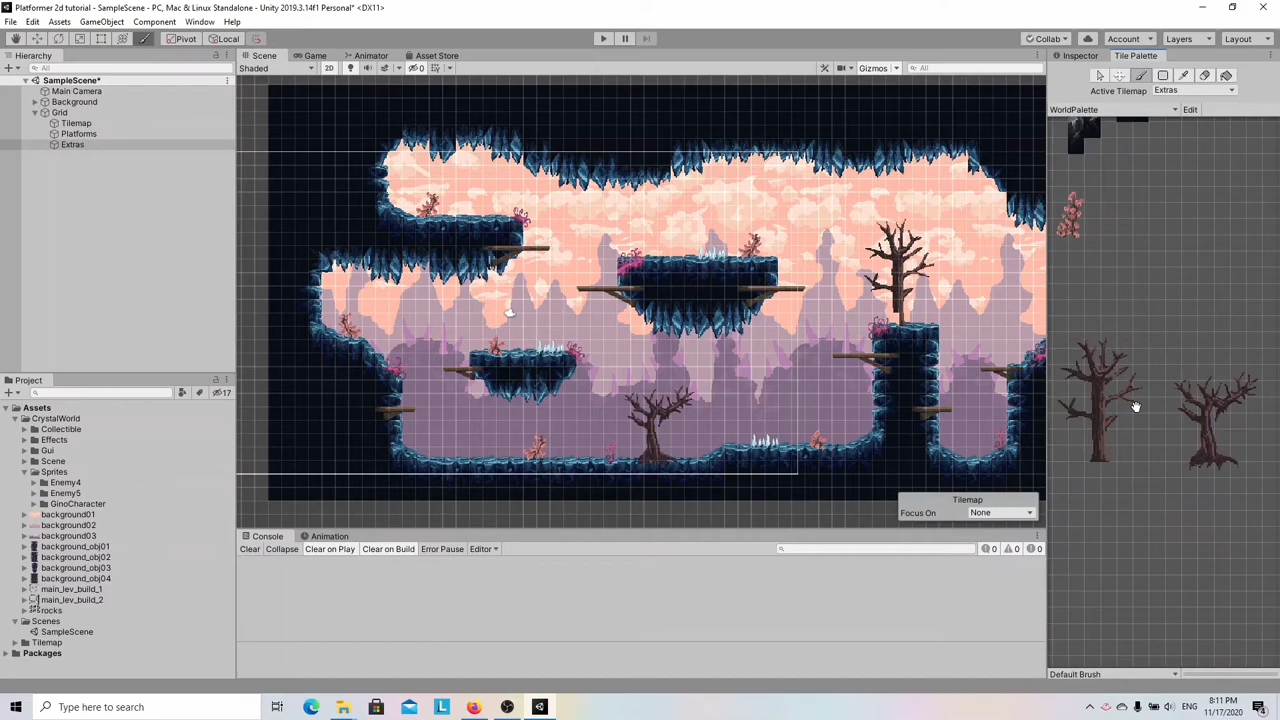 Platformer 2d tutorial - SampleScene - PC, Mac & Linux Standalone - Unity 2019.3.14f1 Personal* <DX11>
File Edit Assets GameObject Component Window Help
Pivot Local Collab Account Layers Layout
Hierarchy
Scene Game Animator Asset Store
Inspector Tile Palette
All
Shaded 2D 0 Gizmos All
SampleScene*
Main Camera
Background
Grid
Tilemap
Platforms
Extras
Active Tilemap Extras
WorldPalette Edit
Tilemap
Focus On None
Project
17
Assets
CrystalWorld
Collectible
Effects
Gui
Scene
Sprites
Enemy4
Enemy5
GinoCharacter
background01
background02
background03
background_obj01
background_obj02
background_obj03
background_obj04
main_lev_build_1
main_lev_build_2
rocks
Scenes
SampleScene
Tilemap
Packages
Console Animation
Clear Collapse Clear on Play Clear on Build Error Pause Editor 0 0 0
Default Brush
Type here to search
ENG
8:11 PM
11/17/2020
4